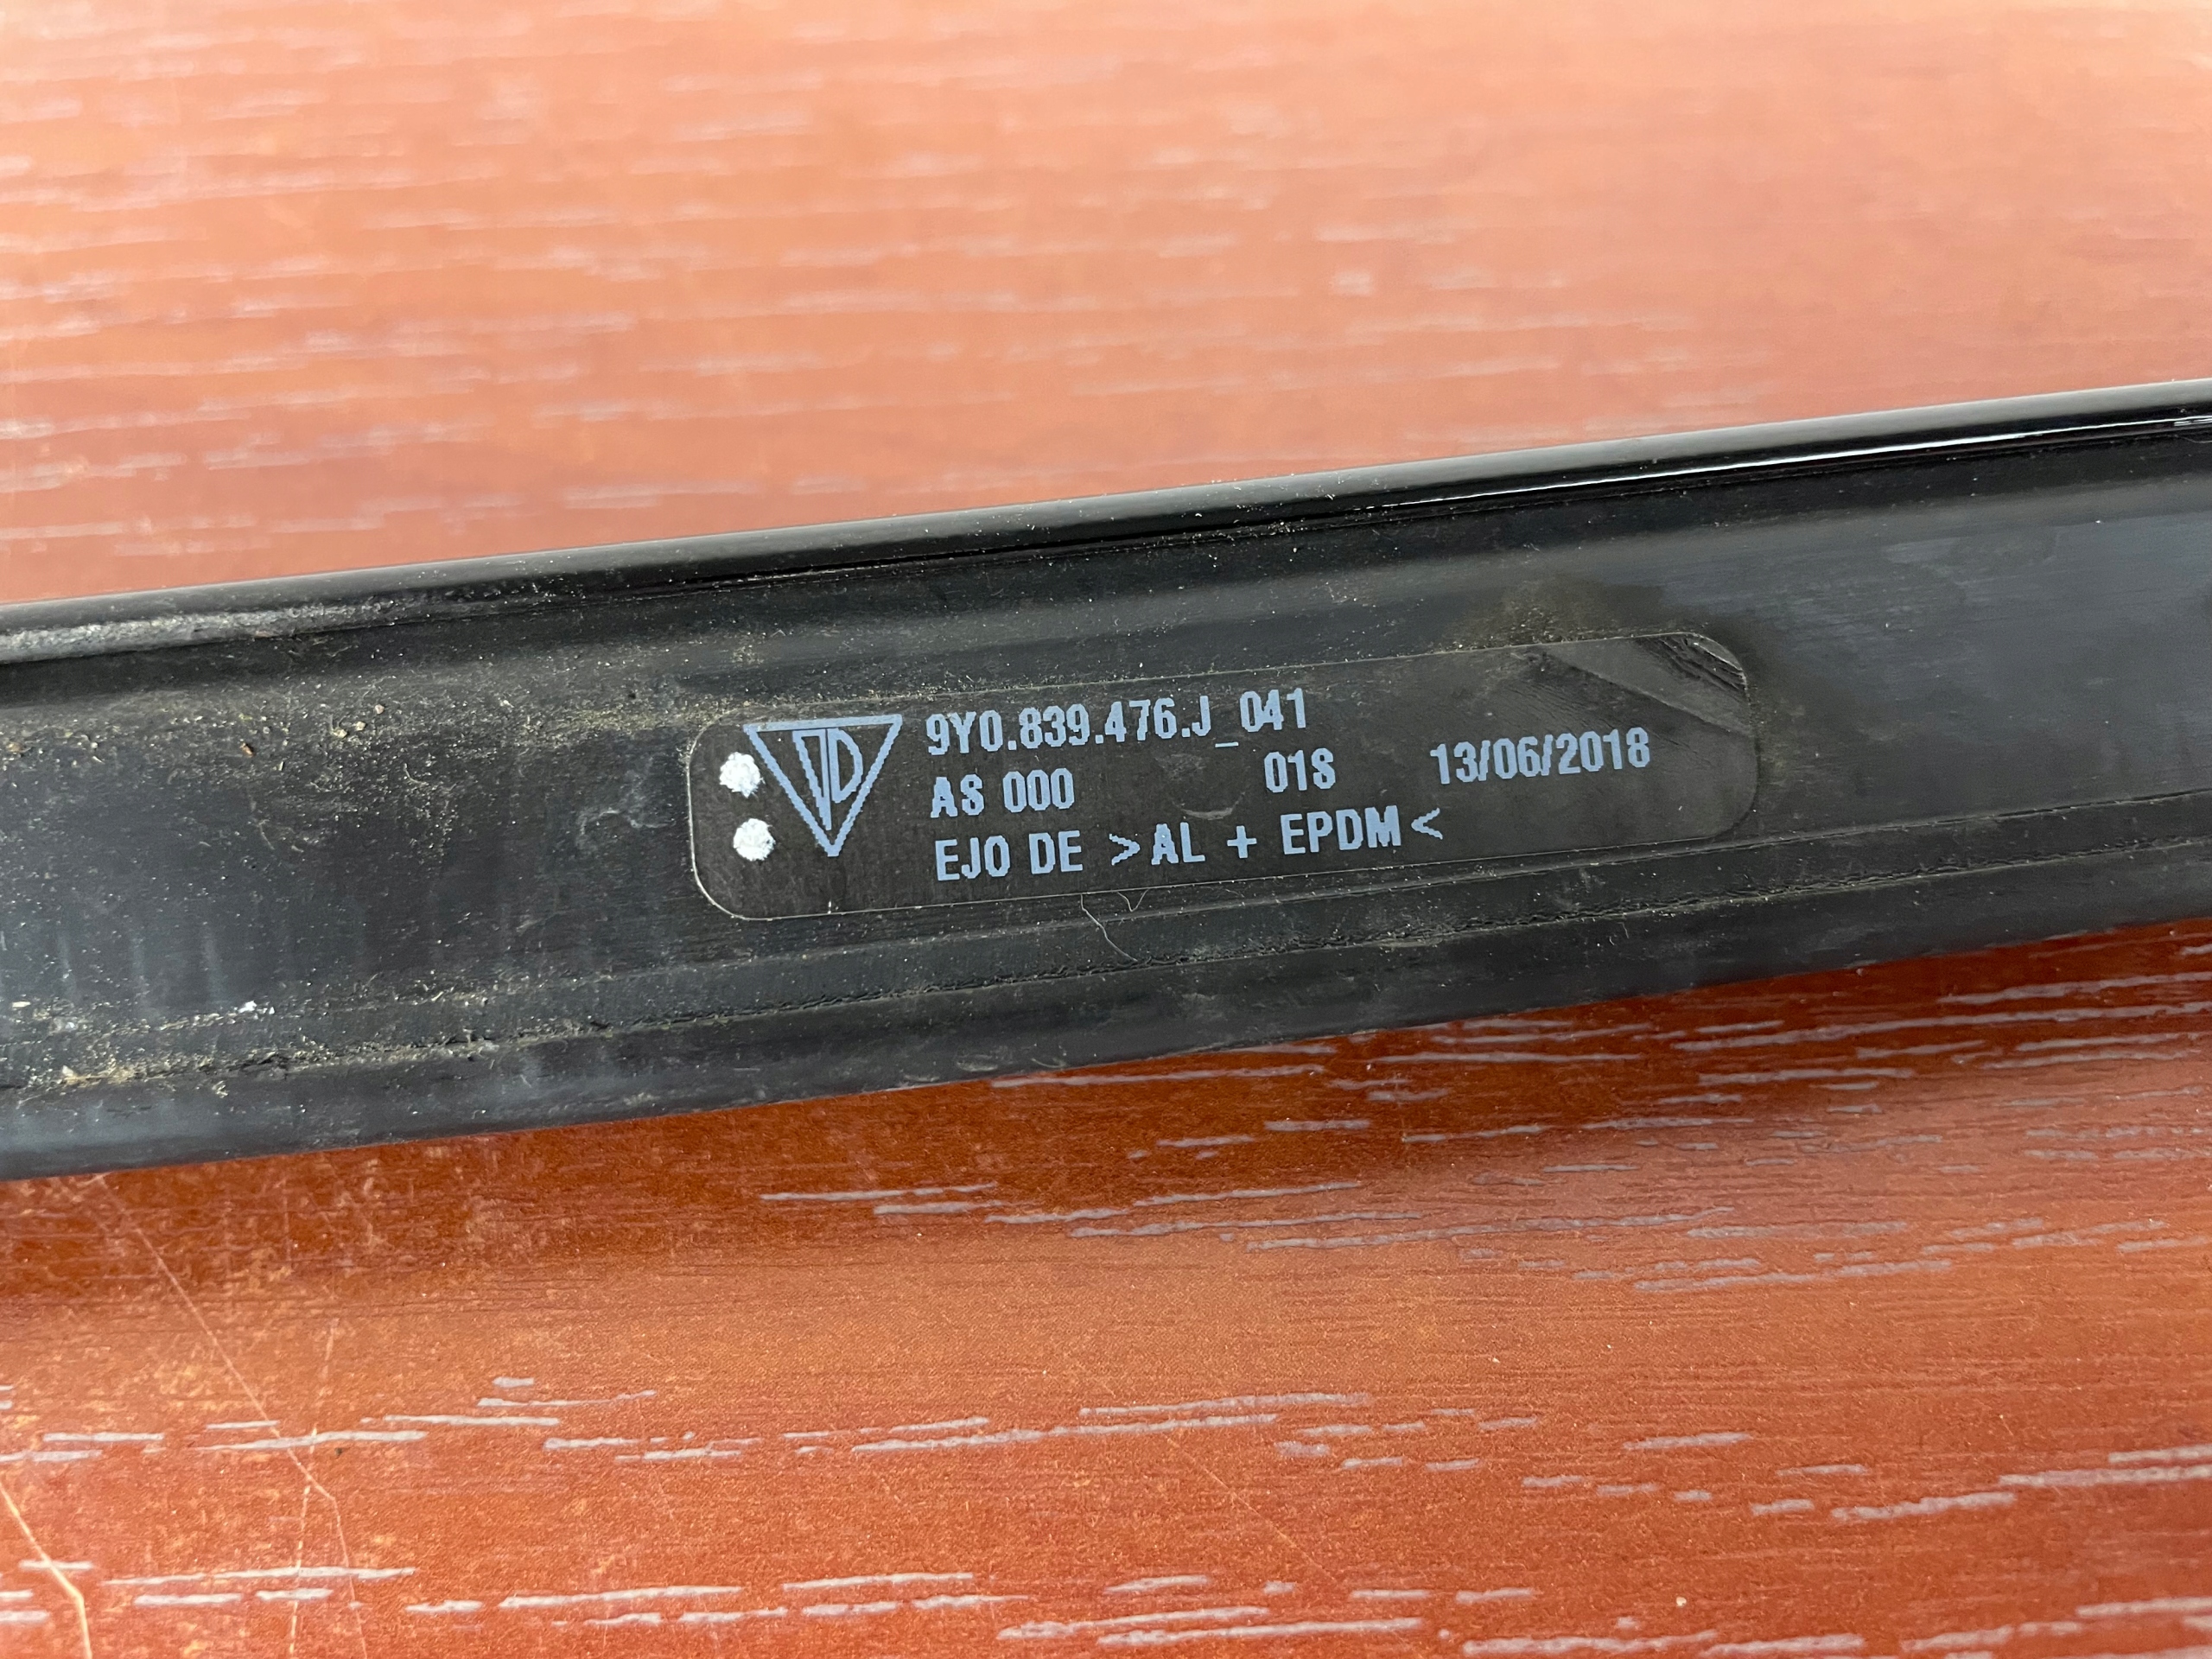 9Y0.839.476.J_041
AS 000 01S 13/06/2018
EJO DE >AL + EPDM<